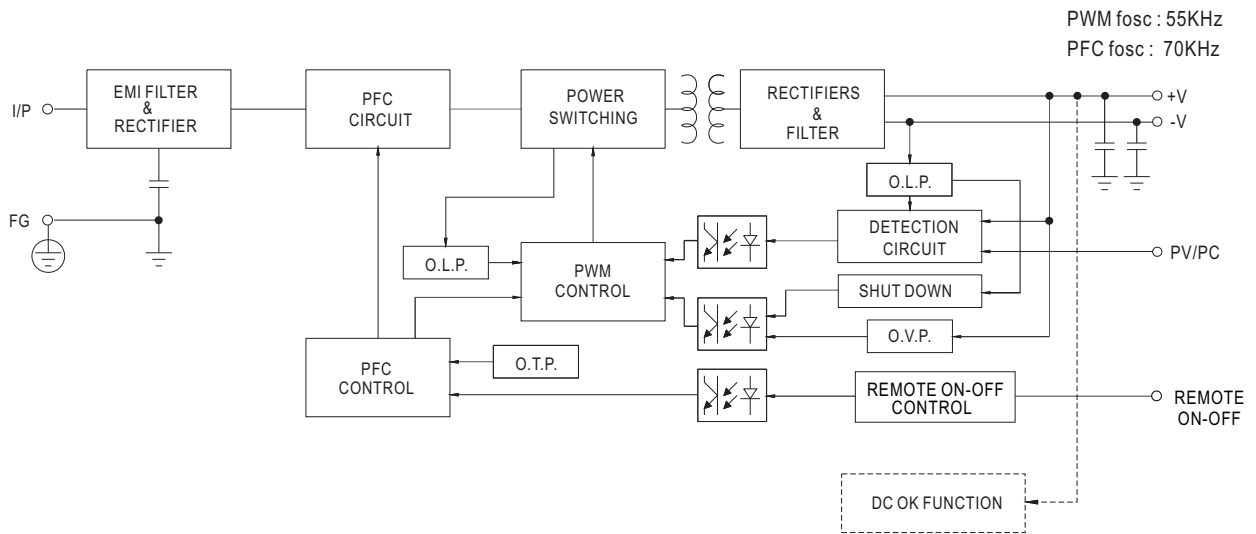 PWM fosc : 55KHz
PFC fosc : 70KHz
I/P
EMI FILTER
&
RECTIFIER
PFC
CIRCUIT
POWER
SWITCHING
RECTIFIERS
&
FILTER
+V
-V
O.L.P.
FG
DETECTION
CIRCUIT
PV/PC
O.L.P.
PWM
CONTROL
SHUT DOWN
O.V.P.
O.T.P.
PFC
CONTROL
REMOTE ON-OFF
CONTROL
REMOTE
ON-OFF
DC OK FUNCTION